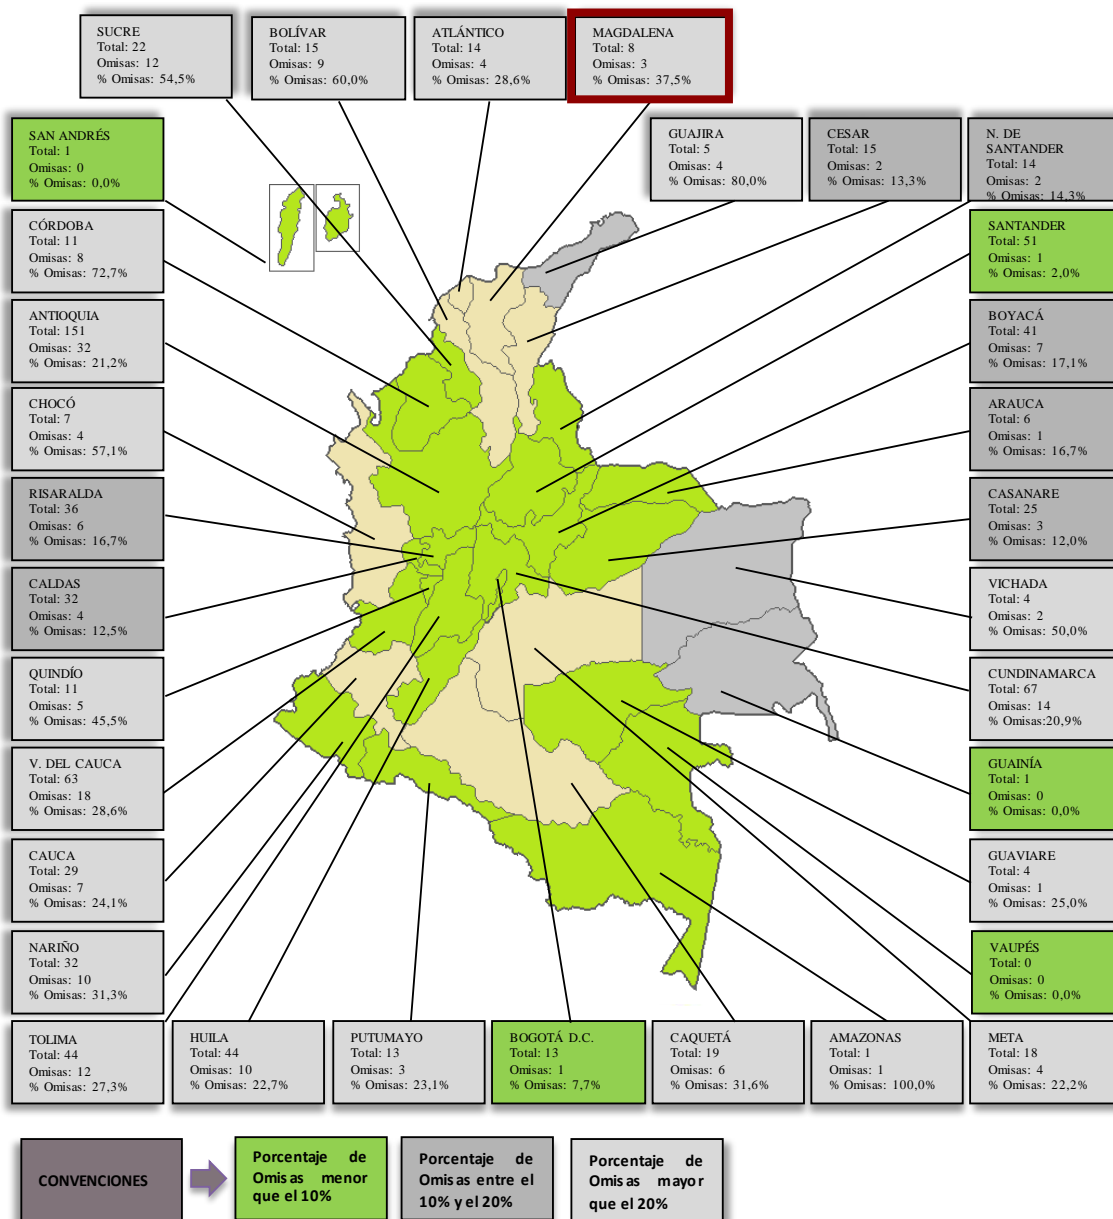 SUCRE
Total: 22
Omisas: 12
% Omisas: 54,5%
BOLÍVAR
Total: 15
Omisas: 9
% Omisas: 60,0%
ATLÁNTICO
Total: 14
Omisas: 4
% Omisas: 28,6%
MAGDALENA
Total: 8
Omisas: 3
% Omisas: 37,5%
SAN ANDRÉS
Total: 1
Omisas: 0
% Omisas: 0,0%
GUAJIRA
Total: 5
Omisas: 4
% Omisas: 80,0%
CESAR
Total: 15
Omisas: 2
% Omisas: 13,3%
N. DE
SANTANDER
Total: 14
Omisas: 2
% Omisas: 14,3%
CÓRDOBA
Total: 11
Omisas: 8
% Omisas: 72,7%
SANTANDER
Total: 51
Omisas: 1
% Omisas: 2,0%
ANTIOQUIA
Total: 151
Omisas: 32
% Omisas: 21,2%
BOYACÁ
Total: 41
Omisas: 7
% Omisas: 17,1%
CHOCÓ
Total: 7
Omisas: 4
% Omisas: 57,1%
ARAUCA
Total: 6
Omisas: 1
% Omisas: 16,7%
RISARALDA
Total: 36
Omisas: 6
% Omisas: 16,7%
CASANARE
Total: 25
Omisas: 3
% Omisas: 12,0%
CALDAS
Total: 32
Omisas: 4
% Omisas: 12,5%
VICHADA
Total: 4
Omisas: 2
% Omisas: 50,0%
QUINDÍO
Total: 11
Omisas: 5
% Omisas: 45,5%
CUNDINAMARCA
Total: 67
Omisas: 14
% Omisas:20,9%
V. DEL CAUCA
Total: 63
Omisas: 18
% Omisas: 28,6%
GUAINÍA
Total: 1
Omisas: 0
% Omisas: 0,0%
CAUCA
Total: 29
Omisas: 7
% Omisas: 24,1%
GUAVIARE
Total: 4
Omisas: 1
% Omisas: 25,0%
NARIÑO
Total: 32
Omisas: 10
% Omisas: 31,3%
VAUPÉS
Total: 0
Omisas: 0
% Omisas: 0,0%
TOLIMA
Total: 44
Omisas: 12
% Omisas: 27,3%
HUILA
Total: 44
Omisas: 10
% Omisas: 22,7%
PUTUMAYO
Total: 13
Omisas: 3
% Omisas: 23,1%
BOGOTÁ D.C.
Total: 13
Omisas: 1
% Omisas: 7,7%
CAQUETÁ
Total: 19
Omisas: 6
% Omisas: 31,6%
AMAZONAS
Total: 1
Omisas: 1
% Omisas: 100,0%
META
Total: 18
Omisas: 4
% Omisas: 22,2%
CONVENCIONES
Porcentaje de
Omisas menor
que el 10%
Porcentaje de
Omisas entre el
10% y el 20%
Porcentaje de
Omisas mayor
que el 20%